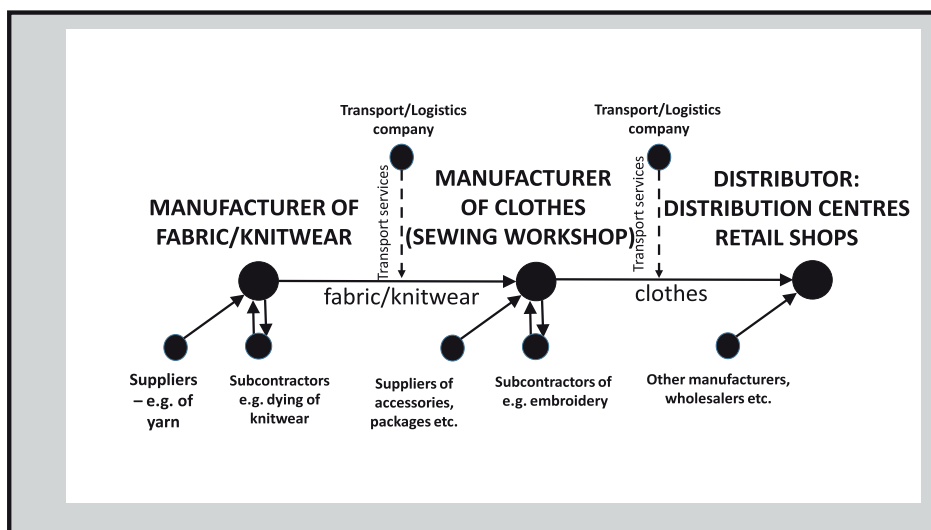 Transport/Logistics
company
Transport/Logistics
company
Transport services
Transport services
MANUFACTURER OF
FABRIC/KNITWEAR
MANUFACTURER
OF CLOTHES
(SEWING WORKSHOP)
DISTRIBUTOR:
DISTRIBUTION CENTRES
RETAIL SHOPS
fabric/knitwear
clothes
Suppliers
– e.g. of
yarn
Subcontractors
e.g. dying of
knitwear
Suppliers of
accessories,
packages etc.
Subcontractors of
e.g. embroidery
Other manufacturers,
wholesalers etc.